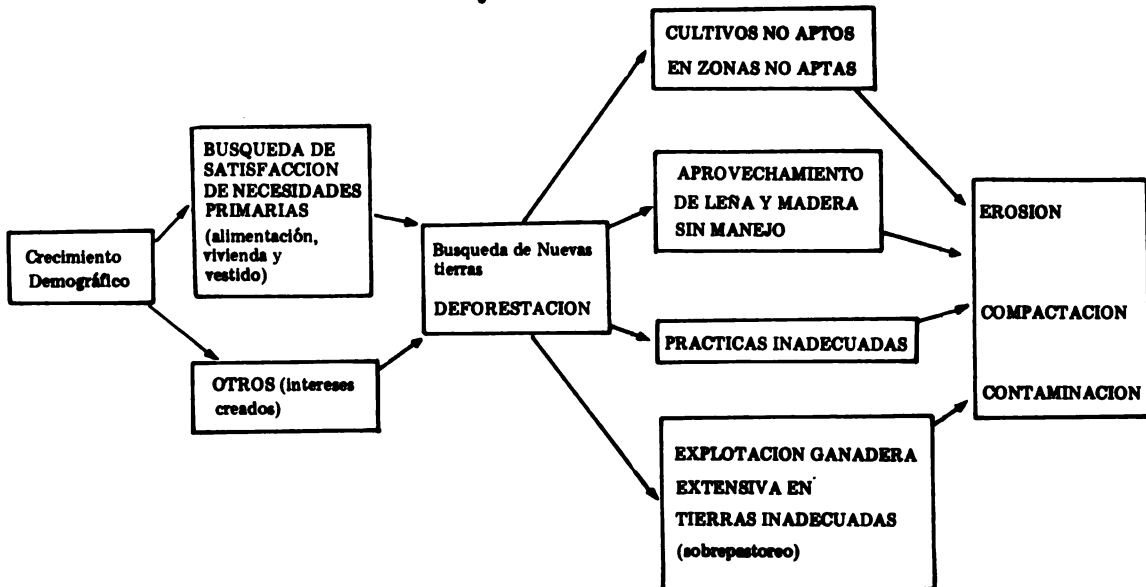 Crecimiento
Demográfico
BUSQUEDA DE
SATISFACCION
DE NECESIDADES
PRIMARIAS
(alimentación,
vivienda y
vestido)
OTROS (intereses
creados)
Busqueda de Nuevas
tierras
DEFORESTACION
CULTIVOS NO APTOS
EN ZONAS NO APTAS
APROVECHAMIENTO
DE LEÑA Y MADERA
SIN MANEJO
PRACTICAS INADECUADAS
EXPLOTACION GANADERA
EXTENSIVA EN
TIERRAS INADECUADAS
(sobrepastoreo)
EROSION
COMPACTACION
CONTAMINACION